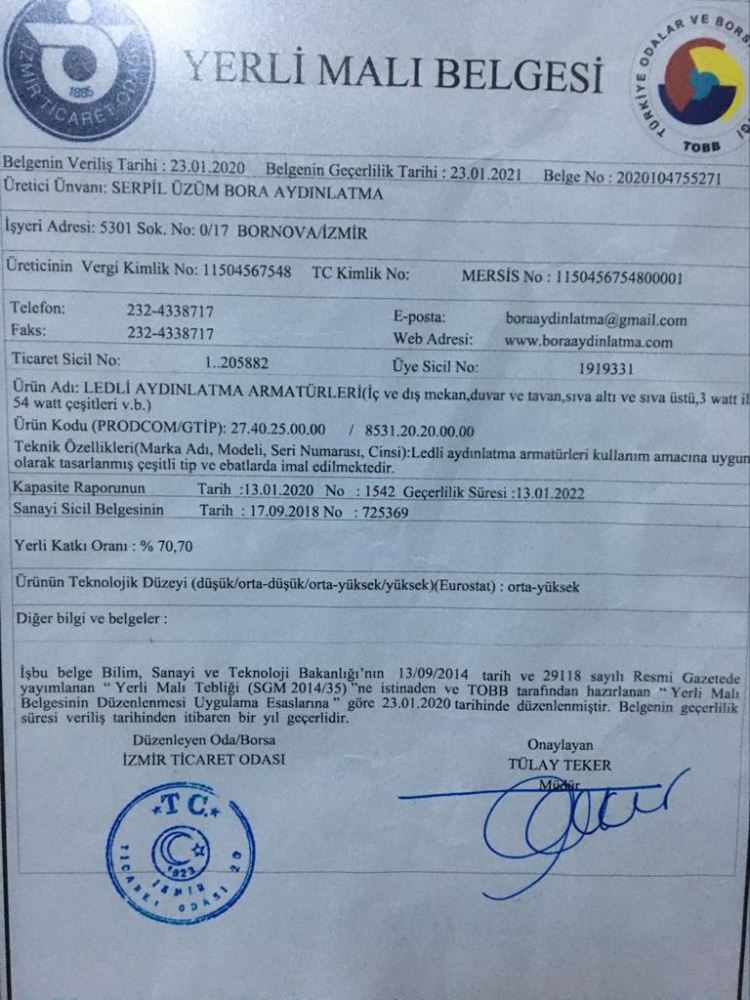 İZMİR TİCARET ODASI
1885
YERLİ MALI BELGESİ
TÜRKİYE ODALAR VE BORS
TOBB
Belgenin Veriliş Tarihi : 23.01.2020 Belgenin Geçerlilik Tarihi : 23.01.2021 Belge No : 2020104755271
Üretici Ünvanı: SERPİL ÜZÜM BORA AYDINLATMA
İşyeri Adresi: 5301 Sok. No: 0/17 BORNOVA/İZMİR
Üreticinin Vergi Kimlik No: 11504567548 TC Kimlik No: MERSİS No : 1150456754800001
Telefon: 232-4338717
Faks: 232-4338717
E-posta: boraaydinlatma@gmail.com
Web Adresi: www.boraaydinlatma.com
Ticaret Sicil No: 1..205882 Üye Sicil No: 1919331
Ürün Adı: LEDLİ AYDINLATMA ARMATÜRLERİ(İç ve dış mekan,duvar ve tavan,sıva altı ve sıva üstü,3 watt il
54 watt çeşitleri v.b.)
Ürün Kodu (PRODCOM/GTİP): 27.40.25.00.00 / 8531.20.20.00.00
Teknik Özellikleri(Marka Adı, Modeli, Seri Numarası, Cinsi):Ledli aydınlatma armatürleri kullanım amacına uygun
olarak tasarlanmış çeşitli tip ve ebatlarda imal edilmektedir.
Kapasite Raporunun Tarih :13.01.2020 No : 1542 Geçerlilik Süresi :13.01.2022
Sanayi Sicil Belgesinin Tarih : 17.09.2018 No : 725369
Yerli Katkı Oranı : % 70,70
Ürünün Teknolojik Düzeyi (düşük/orta-düşük/orta-yüksek/yüksek)(Eurostat) : orta-yüksek
Diğer bilgi ve belgeler :
İşbu belge Bilim, Sanayi ve Teknoloji Bakanlığı'nın 13/09/2014 tarih ve 29118 sayılı Resmi Gazetede
yayımlanan “ Yerli Malı Tebliği (SGM 2014/35) ”ne istinaden ve TOBB tarafından hazırlanan “ Yerli Malı
Belgesinin Düzenlenmesi Uygulama Esaslarına ” göre 23.01.2020 tarihinde düzenlenmiştir. Belgenin geçerlilik
süresi veriliş tarihinden itibaren bir yıl geçerlidir.
Düzenleyen Oda/Borsa
İZMİR TİCARET ODASI
Onaylayan
TÜLAY TEKER
Müdür
T C
1923
İZMİR
TİCARET ODASI 20